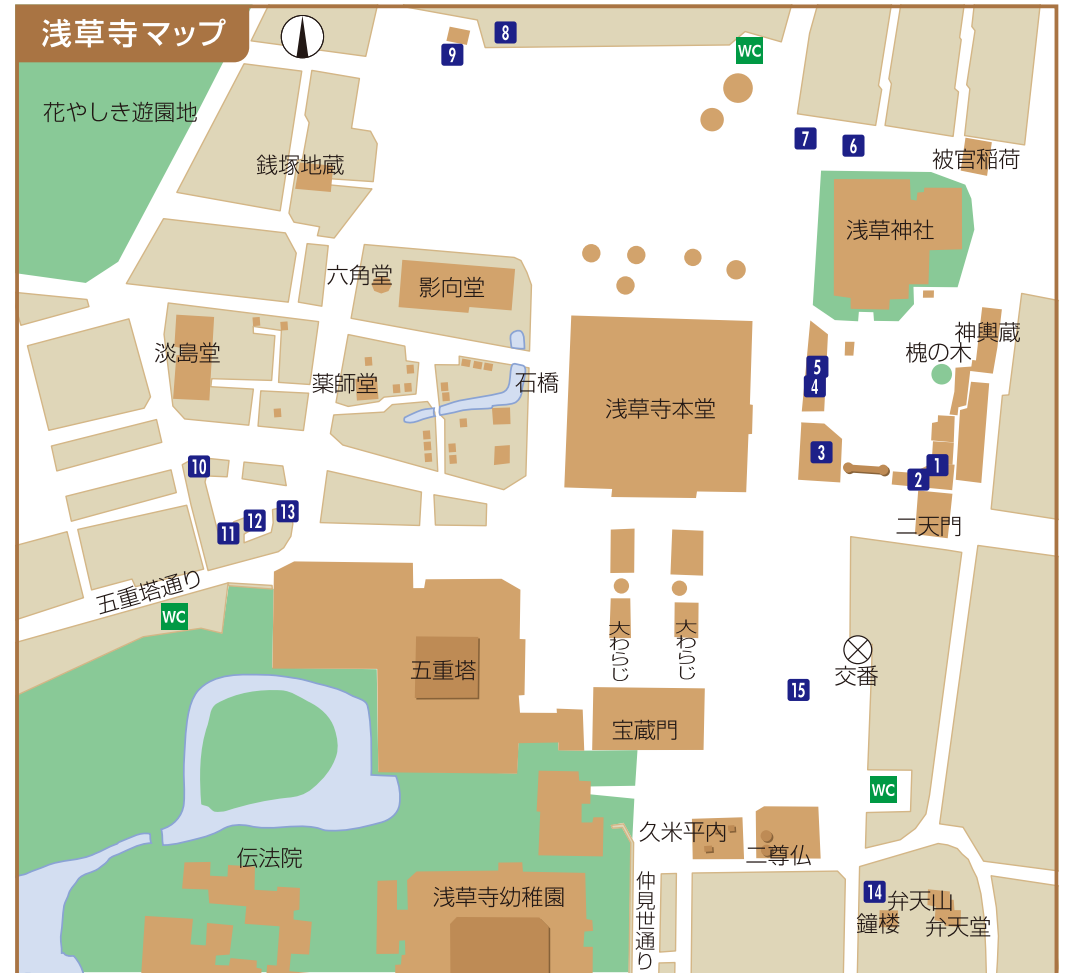 浅草寺マップ
8
9
WC
花やしき遊園地
7
6
銭塚地蔵
被官稲荷
浅草神社
六角堂
影向堂
神輿蔵
槐の木
淡島堂
薬師堂
石橋
5
4
浅草寺本堂
3
10
1
2
13
12
11
二天門
五重塔通り
WC
大わらじ
大わらじ
五重塔
交番
15
宝蔵門
WC
久米平内
二尊仏
伝法院
仲見世通り
浅草寺幼稚園
14
弁天山
鐘楼
弁天堂